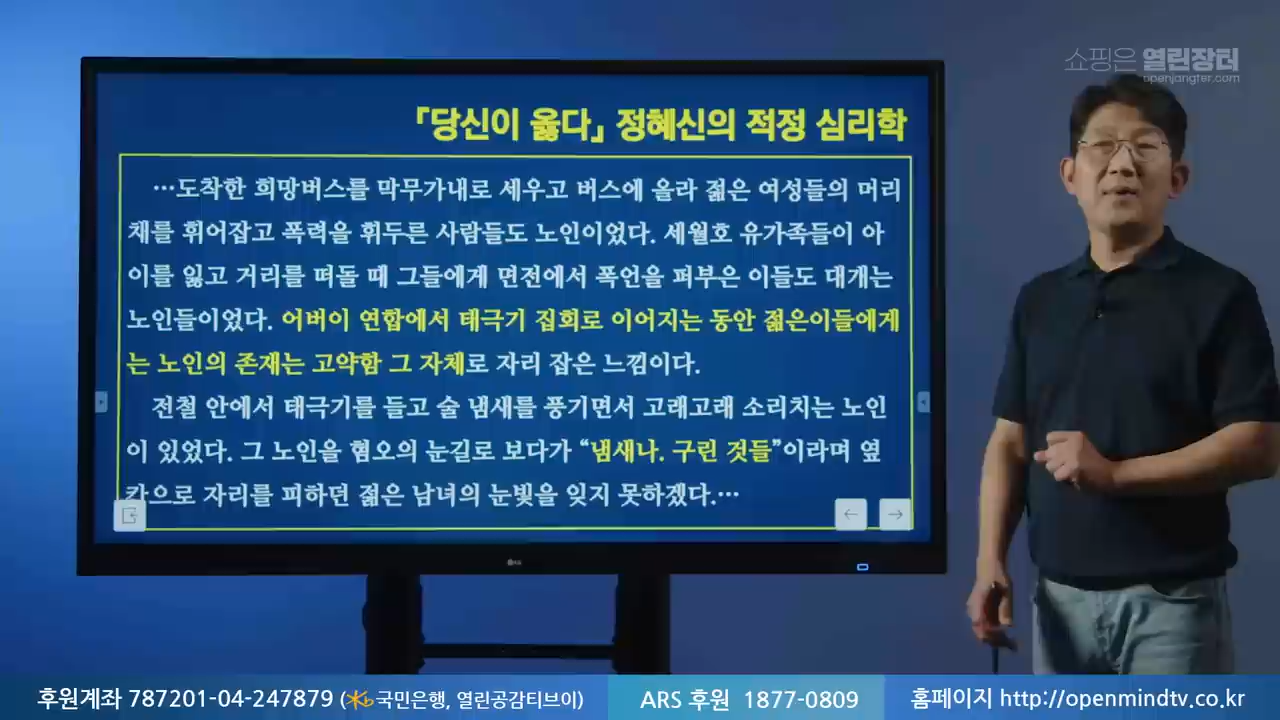 쇼핑은 열린장터
openjangter.com
「당신이 옳다」 정혜신의 적정 심리학
…도착한 희망버스를 막무가내로 세우고 버스에 올라 젊은 여성들의 머리
채를 휘어잡고 폭력을 휘두른 사람들도 노인이었다. 세월호 유가족들이 아
이를 잃고 거리를 떠돌 때 그들에게 면전에서 폭언을 퍼부은 이들도 대개는
노인들이었다. 어버이 연합에서 태극기 집회로 이어지는 동안 젊은이들에게
는 노인의 존재는 고약함 그 자체로 자리 잡은 느낌이다.
전철 안에서 태극기를 들고 술 냄새를 풍기면서 고래고래 소리치는 노인
이 있었다. 그 노인을 혐오의 눈길로 보다가 “냄새나. 구린 것들”이라며 옆
칸으로 자리를 피하던 젊은 남녀의 눈빛을 잊지 못하겠다.…
후원계좌 787201-04-247879 (국민은행, 열린공감티브이)
ARS 후원 1877-0809
홈페이지 http://openmindtv.co.kr